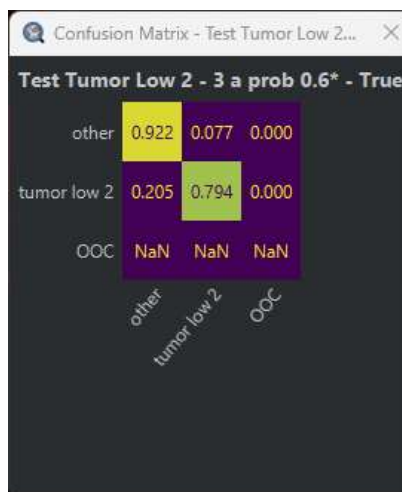 Confusion Matrix - Test Tumor Low 2...
Test Tumor Low 2 - 3 a prob 0.6* - True
other 0.922 0.077 0.000
tumor low 2 0.205 0.794 0.000
OOC NaN NaN NaN
other tumor low 2 OOC